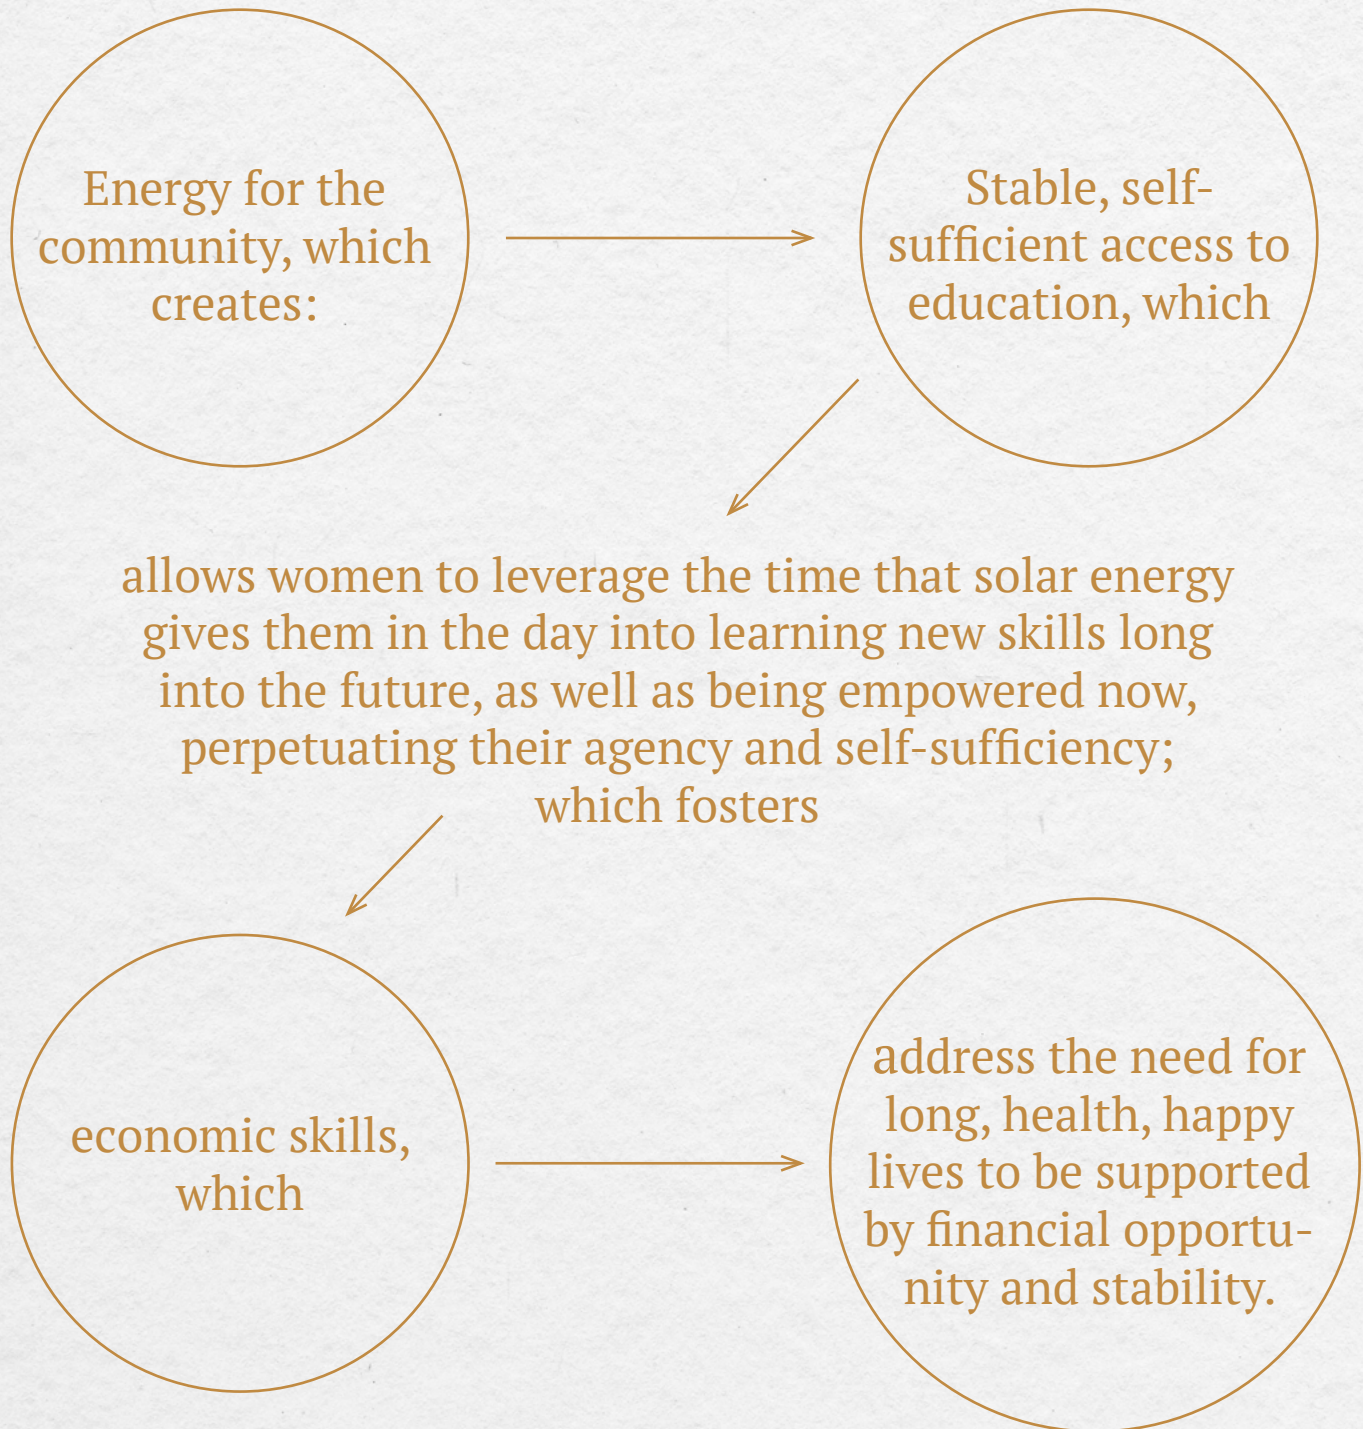 Energy for the
community, which
creates:
Stable, self-
sufficient access to
education, which
allows women to leverage the time that solar energy
gives them in the day into learning new skills long
into the future, as well as being empowered now,
perpetuating their agency and self-sufficiency;
which fosters
economic skills,
which
address the need for
long, health, happy
lives to be supported
by financial opportu-
nity and stability.